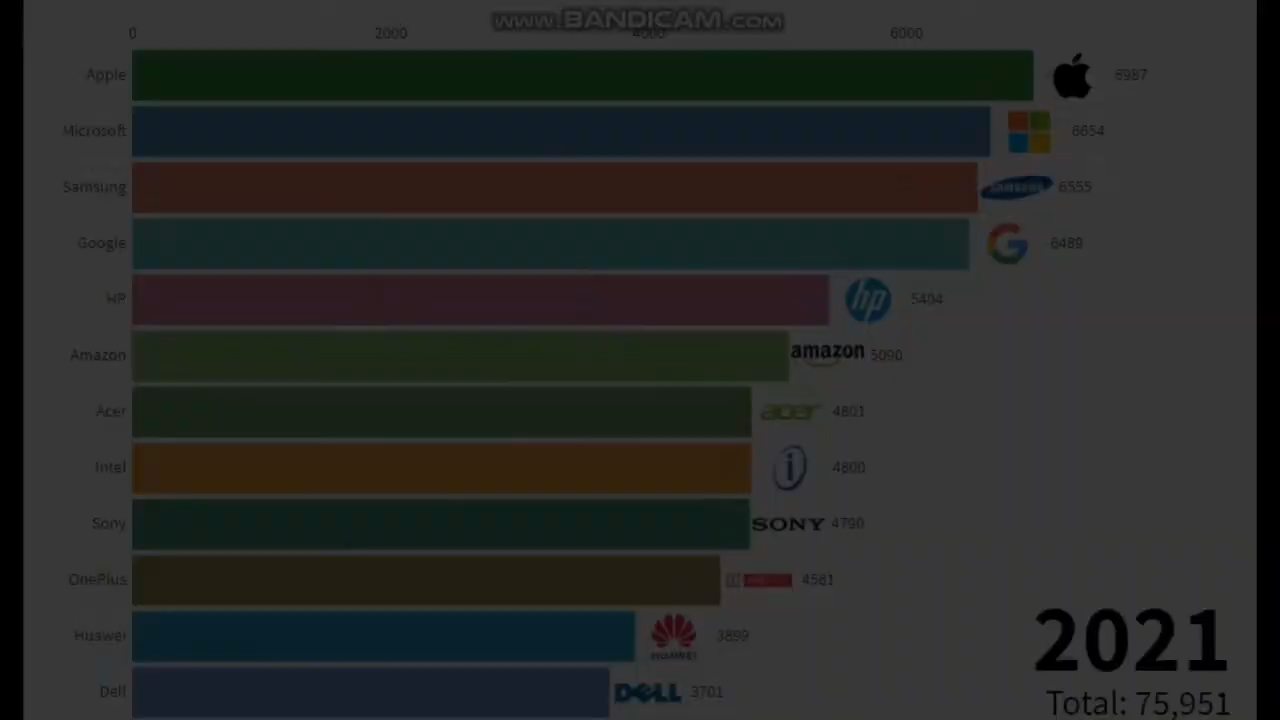 www.BANDICAM.com
0 2000 4000 6000
Apple 6987
Microsoft 6654
Samsung SAMSUNG 6555
Google G 6489
HP hp 5404
Amazon amazon 5090
Acer acer 4801
Intel i 4800
Sony SONY 4790
OnePlus 4561
Huawei HUAWEI 3899
Dell DELL 3701
2021
Total: 75,951